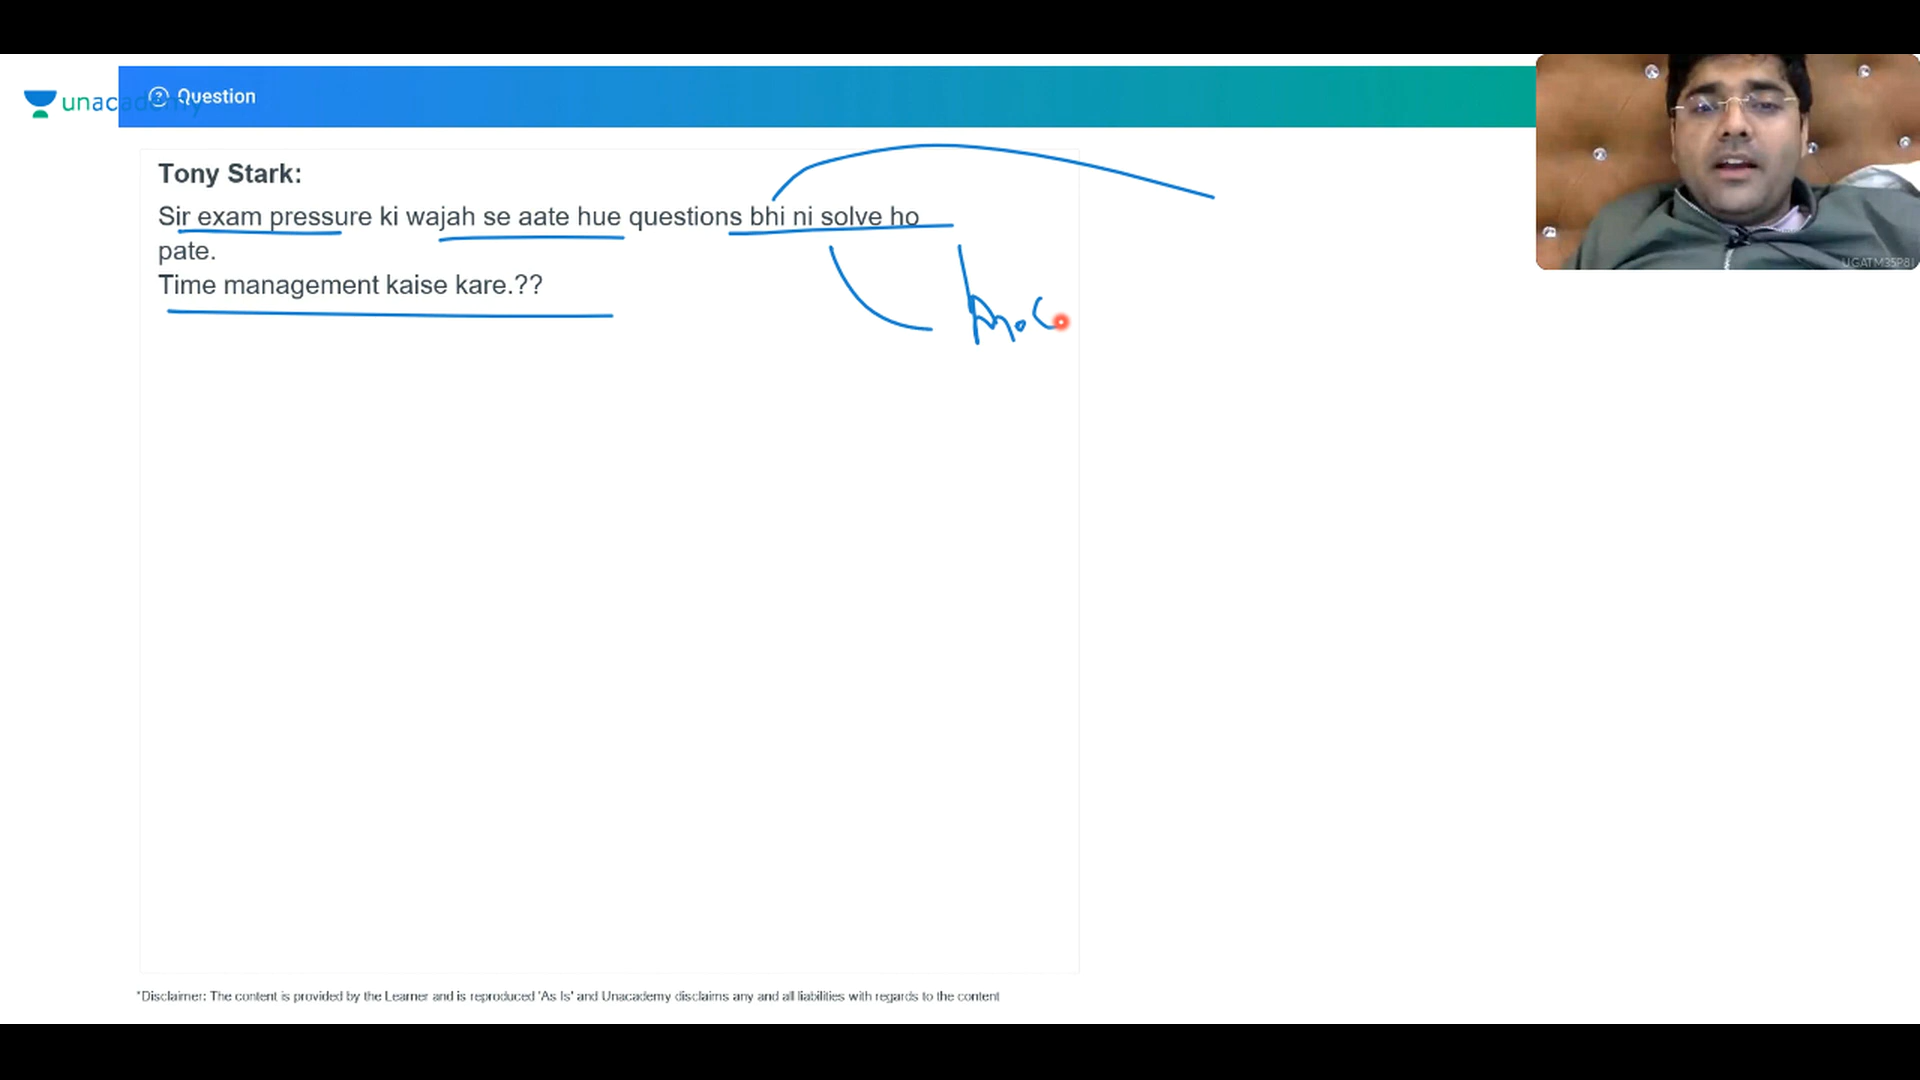 unacademy
Question
Tony Stark:
Sir exam pressure ki wajah se aate hue questions bhi ni solve ho
pate.
Time management kaise kare.??
UGATM35P8I
*Disclaimer: The content is provided by the Learner and is reproduced 'As Is' and Unacademy disclaims any and all liabilities with regards to the content